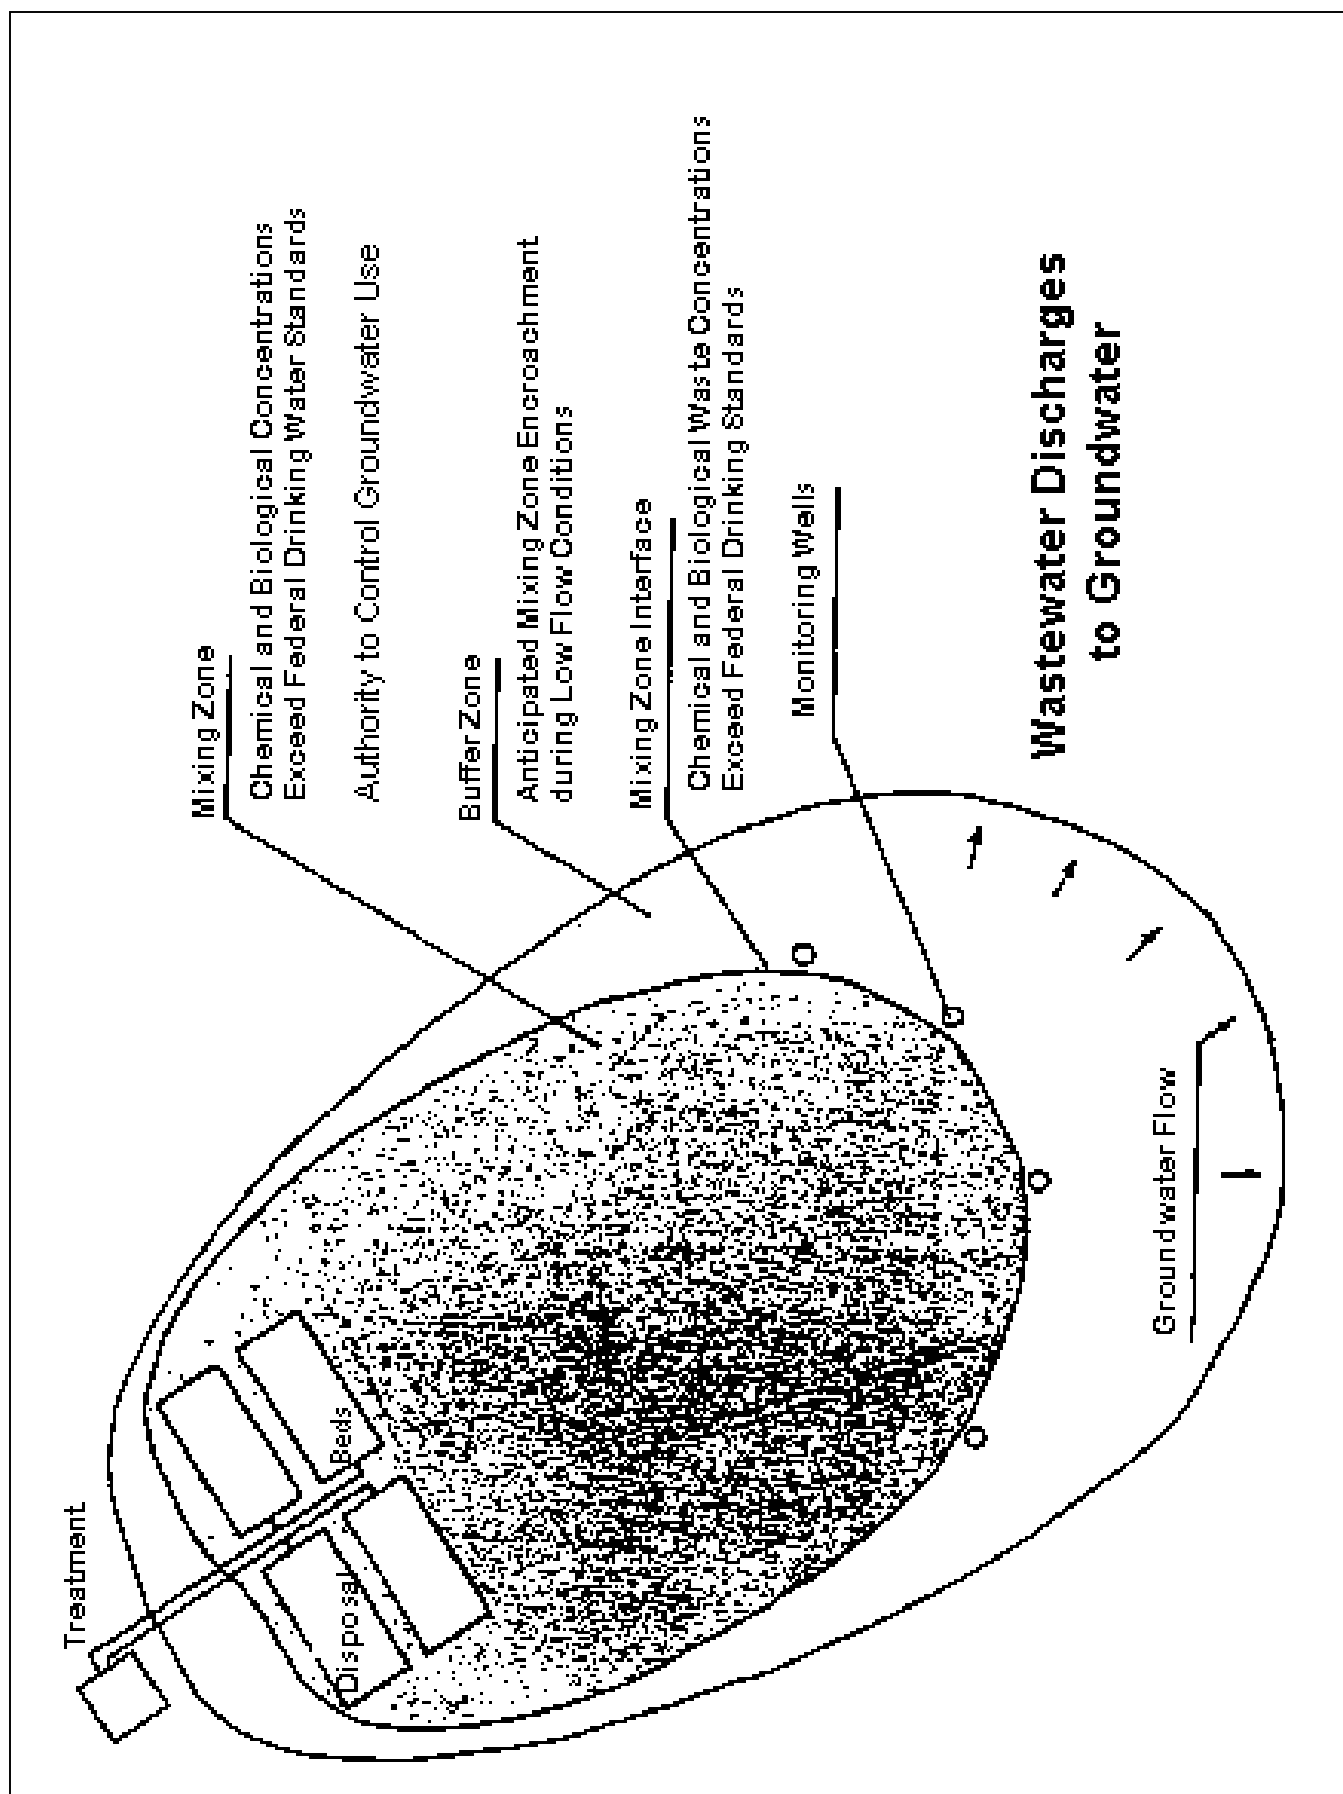 Treatment
Disposal Beds
Mixing Zone
Chemical and Biological Concentrations
Exceed Federal Drinking Water Standards
Authority to Control Groundwater Use
Buffer Zone
Anticipated Mixing Zone Encroachment
during Low Flow Conditions
Mixing Zone Interface
Chemical and Biological Waste Concentrations
Exceed Federal Drinking Standards
Monitoring Wells
Groundwater Flow
Wastewater Discharges
to Groundwater